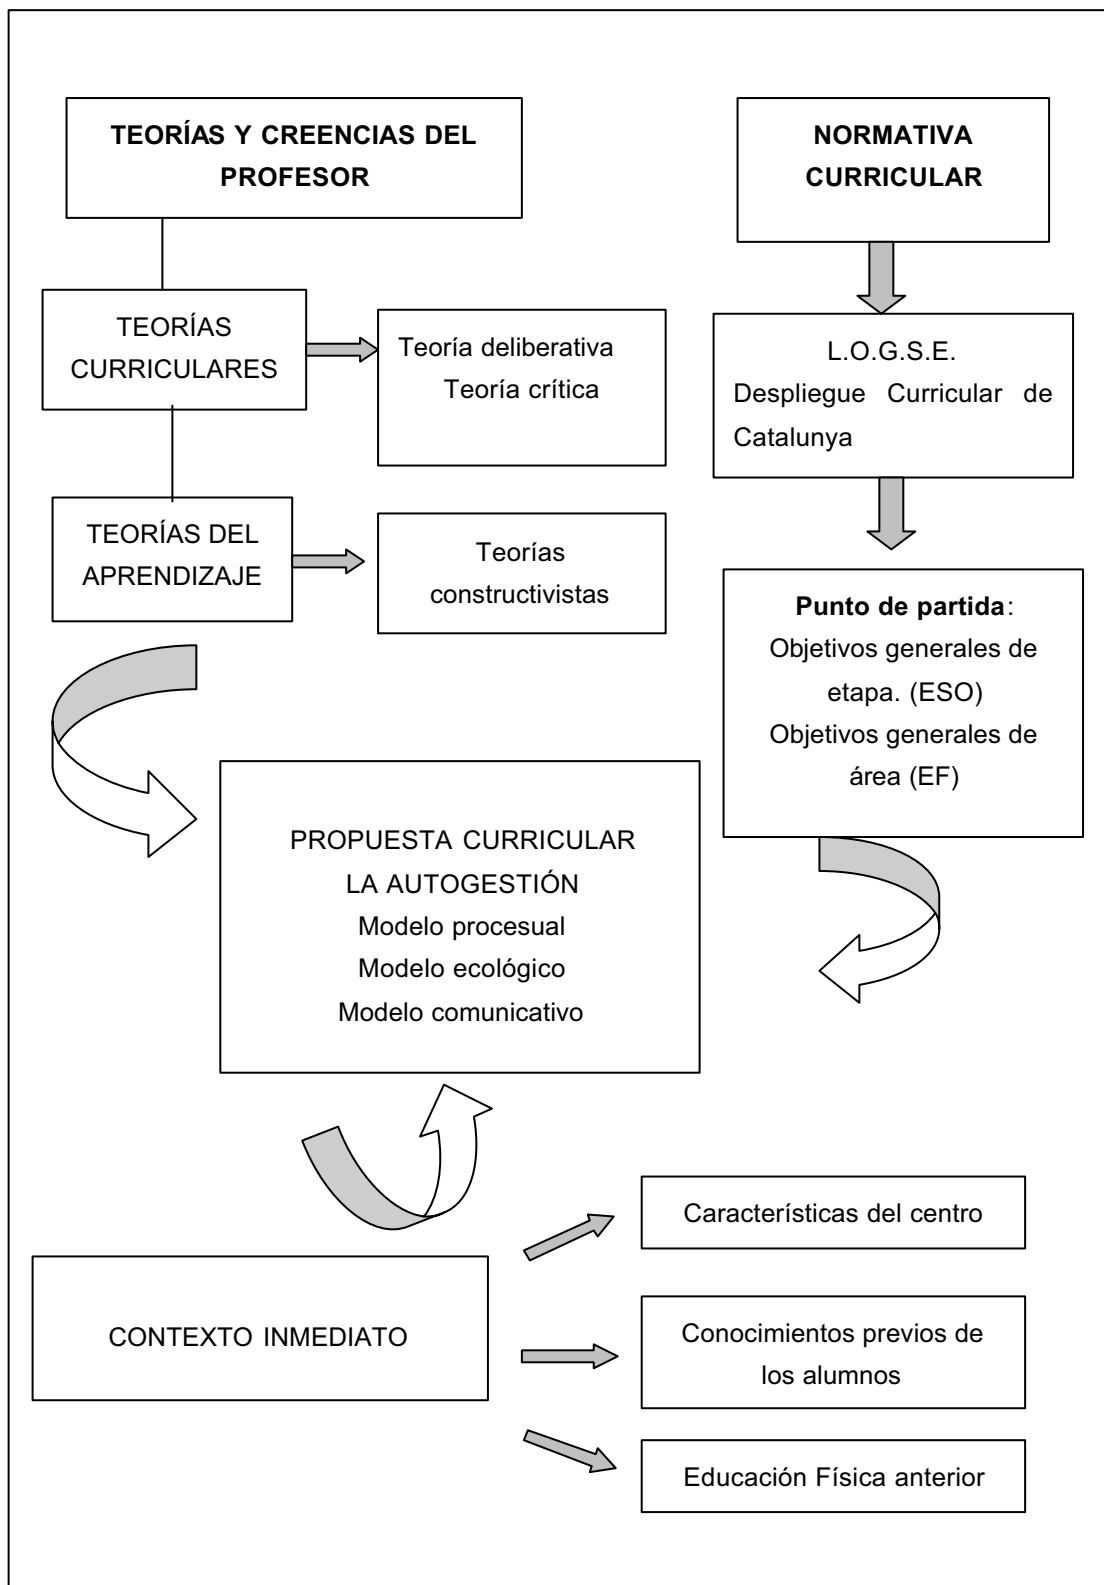 TEORÍAS Y CREENCIAS DEL
PROFESOR
NORMATIVA
CURRICULAR
TEORÍAS
CURRICULARES
Teoría deliberativa
Teoría crítica
L.O.G.S.E.
Despliegue Curricular de
Catalunya
TEORÍAS DEL
APRENDIZAJE
Teorías
constructivistas
Punto de partida:
Objetivos generales de
etapa. (ESO)
Objetivos generales de
área (EF)
PROPUESTA CURRICULAR
LA AUTOGESTIÓN
Modelo procesual
Modelo ecológico
Modelo comunicativo
CONTEXTO INMEDIATO
Características del centro
Conocimientos previos de
los alumnos
Educación Física anterior